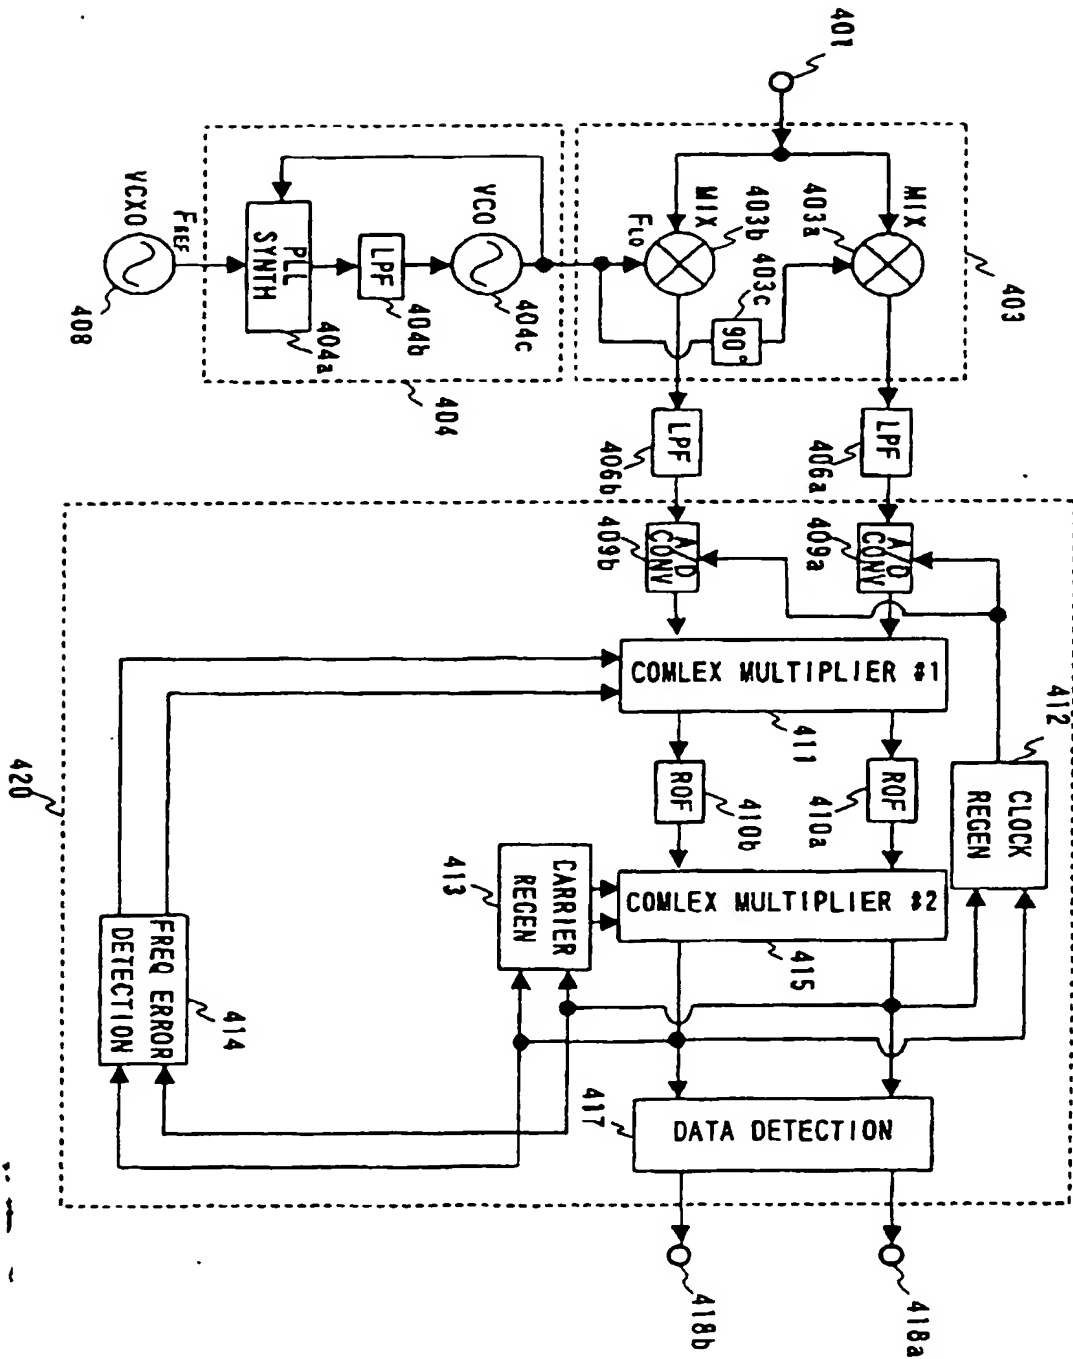 401
403
MIX
403a
MIX
403b
FLO
403c
90°
VCO
404c
LPF
404b
PLL
SYNTH
404a
404
VCXO
FREF
408
LPF
406a
LPF
406b
A/D
CONV
409a
A/D
CONV
409b
COMLEX MULTIPLIER #1
411
412
CLOCK
REGEN
ROF
410a
ROF
410b
COMLEX MULTIPLIER #2
415
413
CARRIER
REGEN
FREQ ERROR
DETECTION
414
420
417
DATA DETECTION
418a
418b